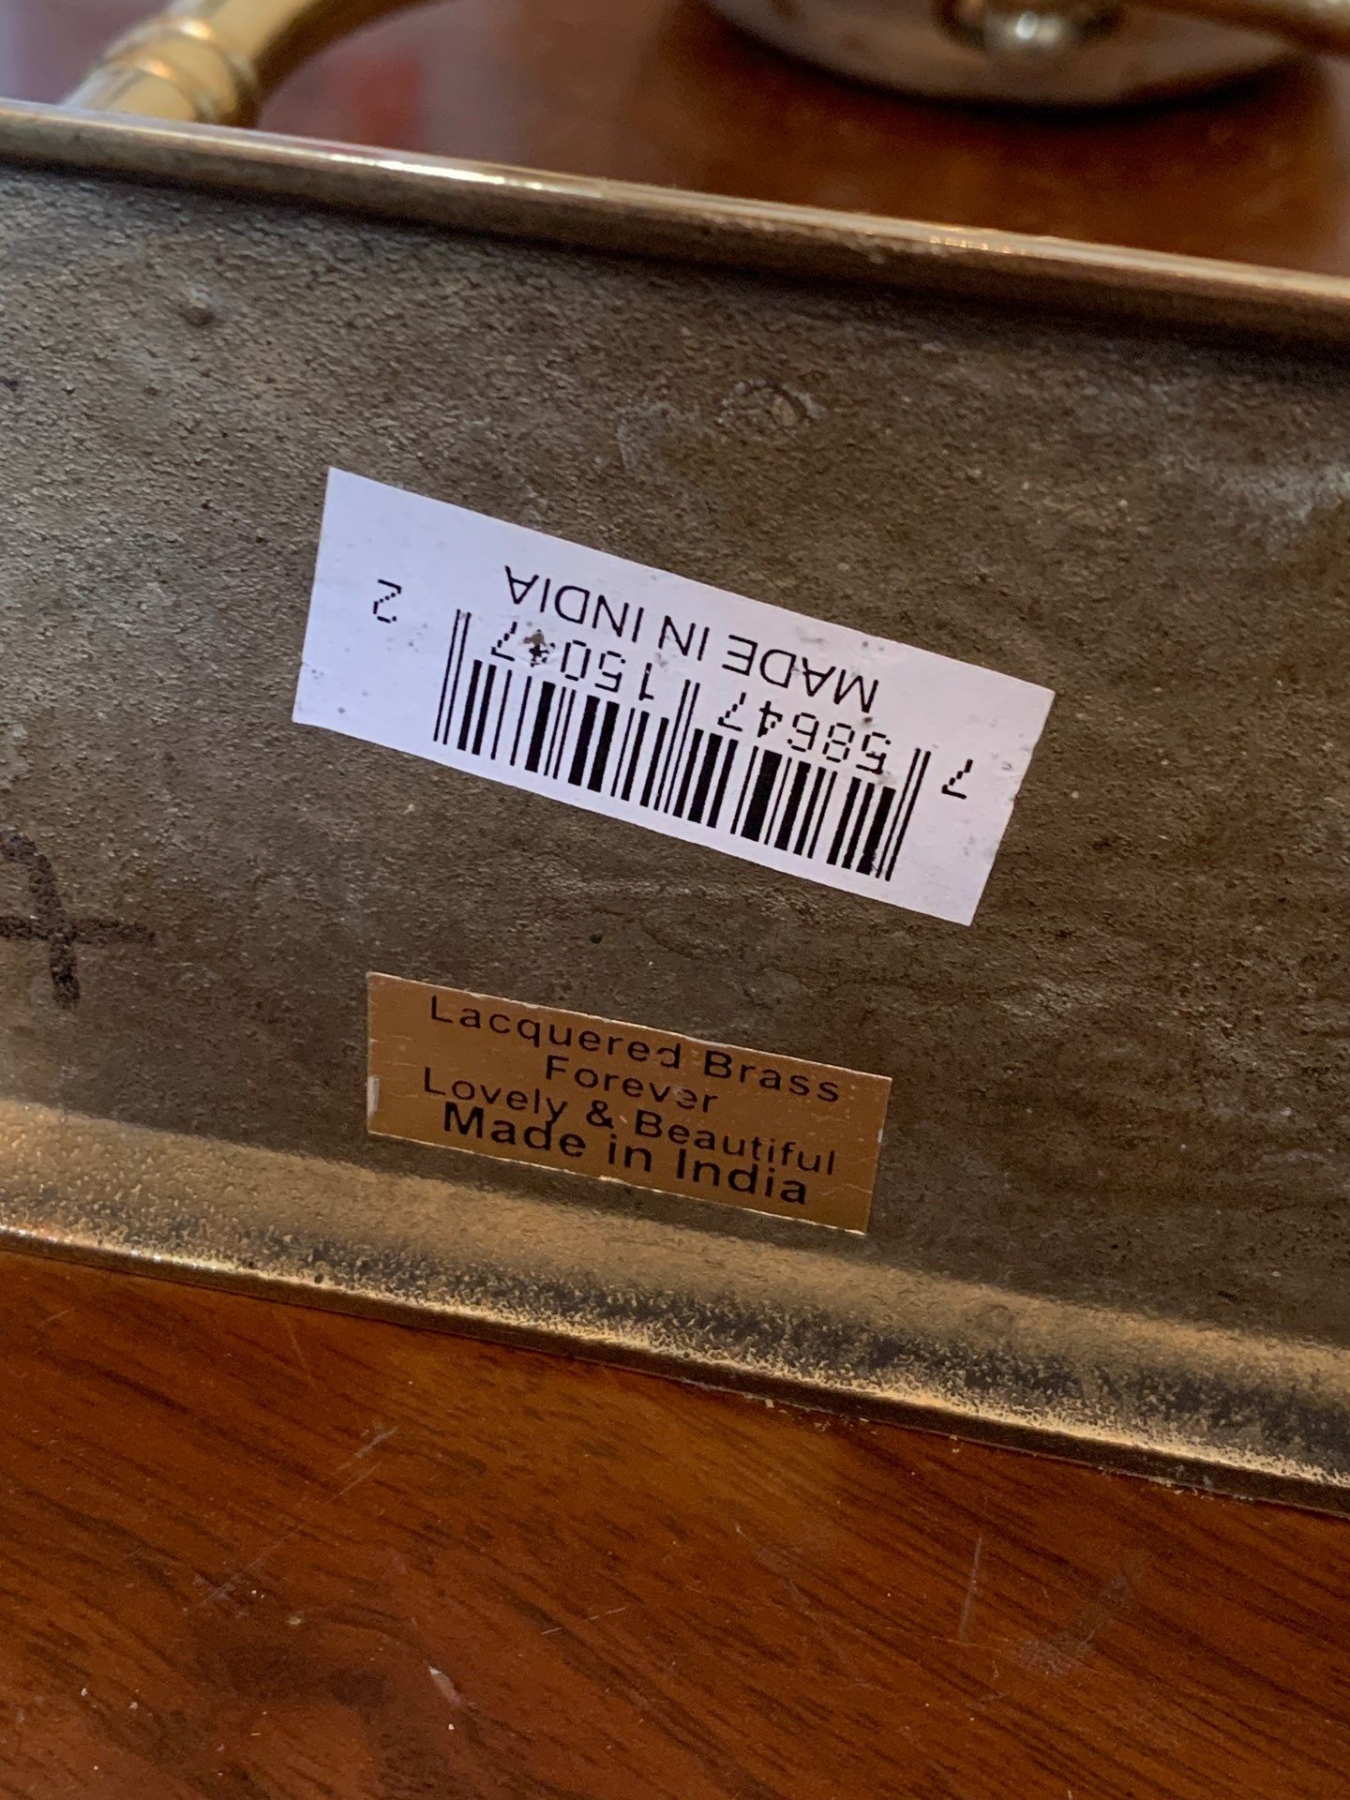 7 58647 15047 2
MADE IN INDIA
Lacquered Brass
Forever
Lovely & Beautiful
Made in India